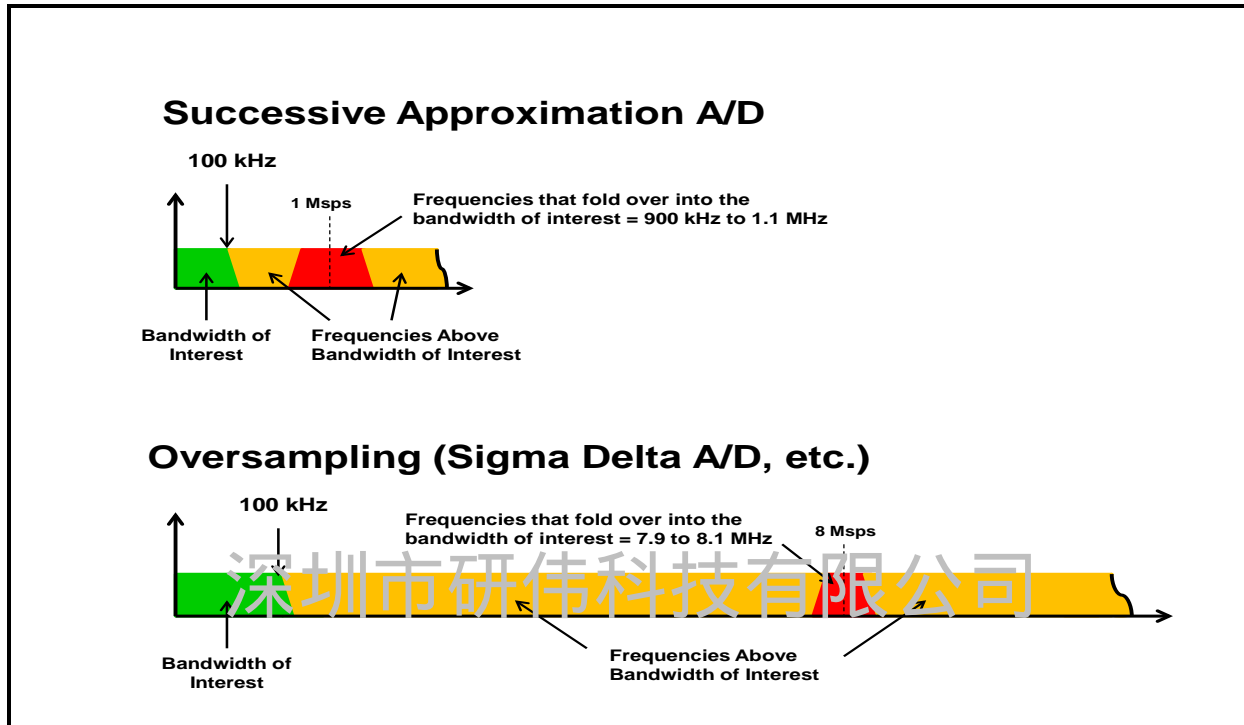 Successive Approximation A/D
100 kHz
1 Msps
Frequencies that fold over into the
bandwidth of interest = 900 kHz to 1.1 MHz
Bandwidth of
Interest
Frequencies Above
Bandwidth of Interest
Oversampling (Sigma Delta A/D, etc.)
100 kHz
Frequencies that fold over into the
bandwidth of interest = 7.9 to 8.1 MHz
8 Msps
深圳市研伟科技有限公司
Bandwidth of
Interest
Frequencies Above
Bandwidth of Interest